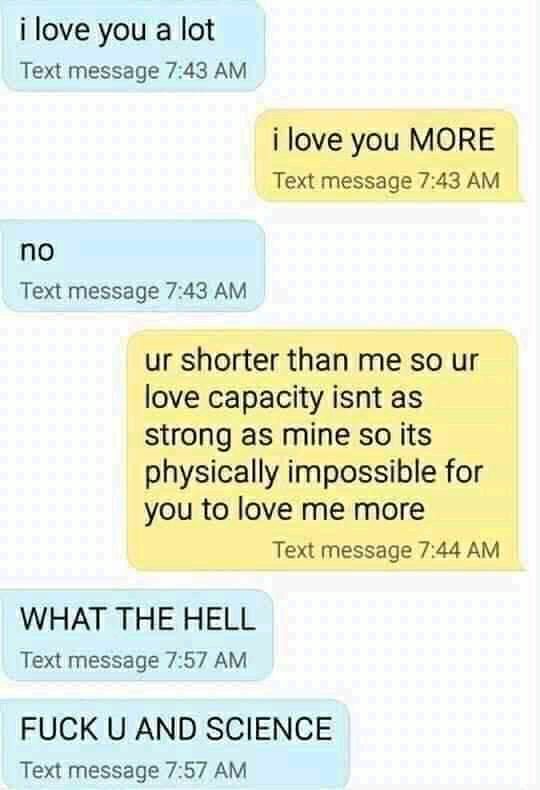 i love you a lot
Text message 7:43 AM
i love you MORE
Text message 7:43 AM
no
Text message 7:43 AM
ur shorter than me so ur
love capacity isnt as
strong as mine so its
physically impossible for
you to love me more
Text message 7:44 AM
WHAT THE HELL
Text message 7:57 AM
FUCK U AND SCIENCE
Text message 7:57 AM